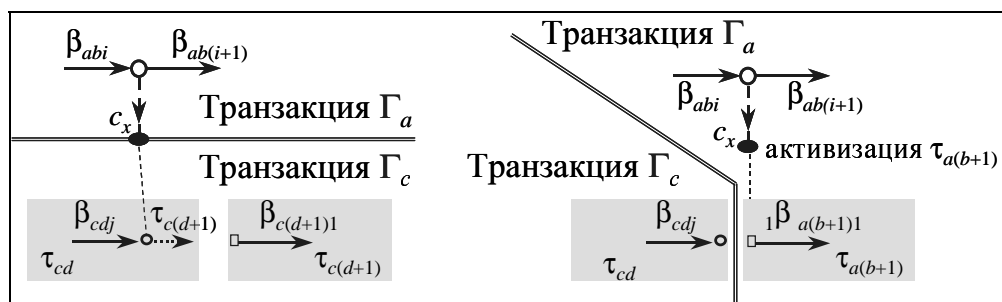 β_abi β_ab(i+1)
Транзакция Γ_a
c_x
Транзакция Γ_c
β_cdj τ_c(d+1) β_c(d+1)1
τ_cd τ_c(d+1)
Транзакция Γ_a
β_abi β_ab(i+1)
c_x
активизация τ_a(b+1)
Транзакция Γ_c
β_cdj 1β_a(b+1)1
τ_cd τ_a(b+1)